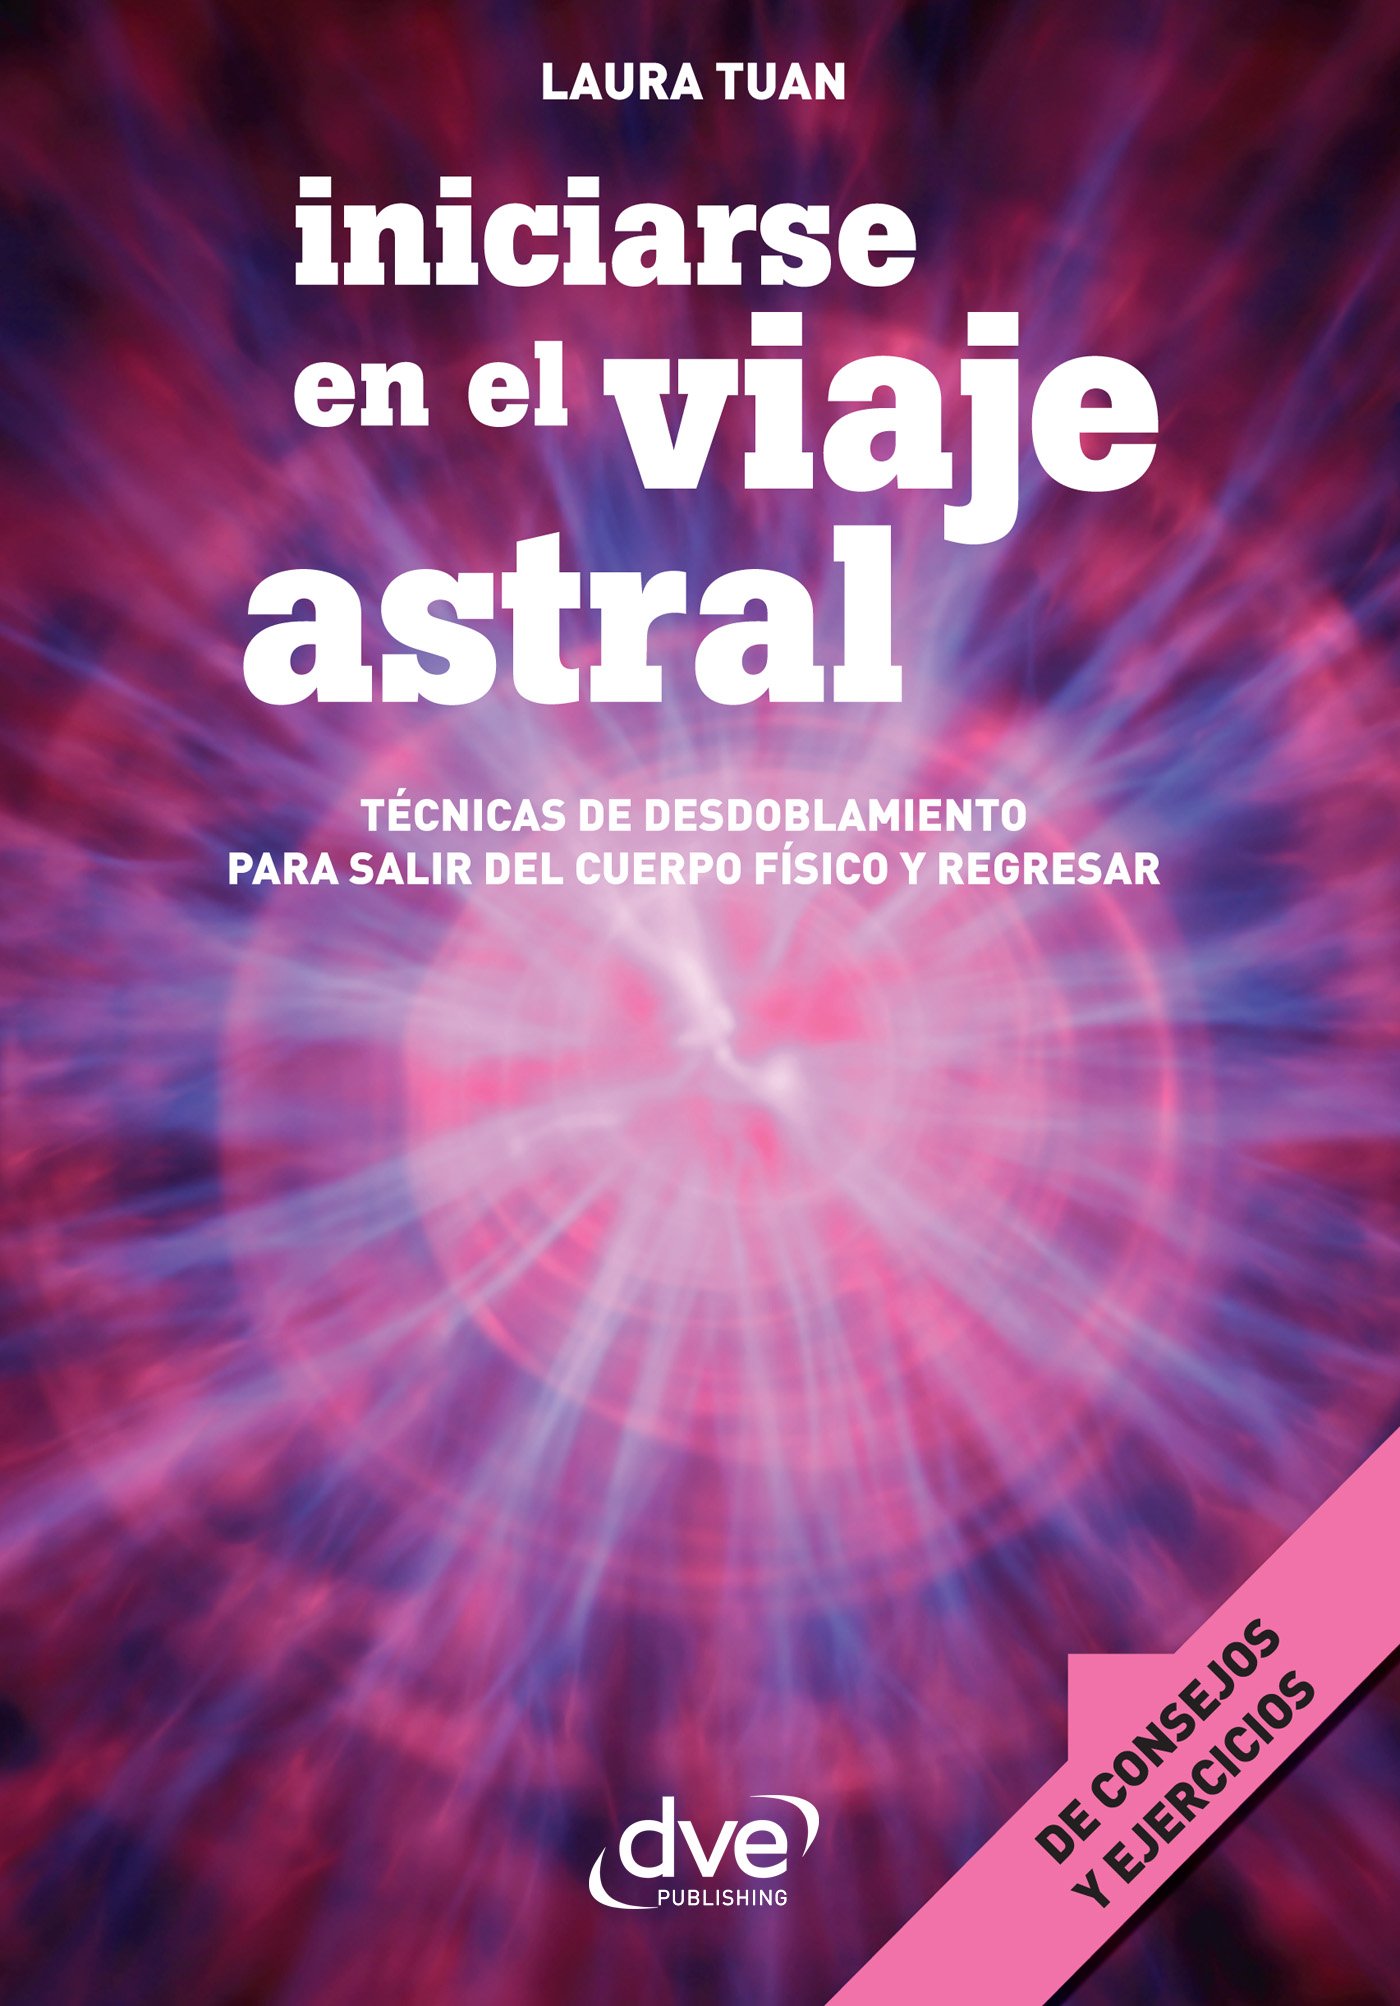 LAURA TUAN
iniciarse
en el viaje
astral
TÉCNICAS DE DESDOBLAMIENTO
PARA SALIR DEL CUERPO FÍSICO Y REGRESAR
DE CONSEJOS
Y EJERCICIOS
dve
PUBLISHING